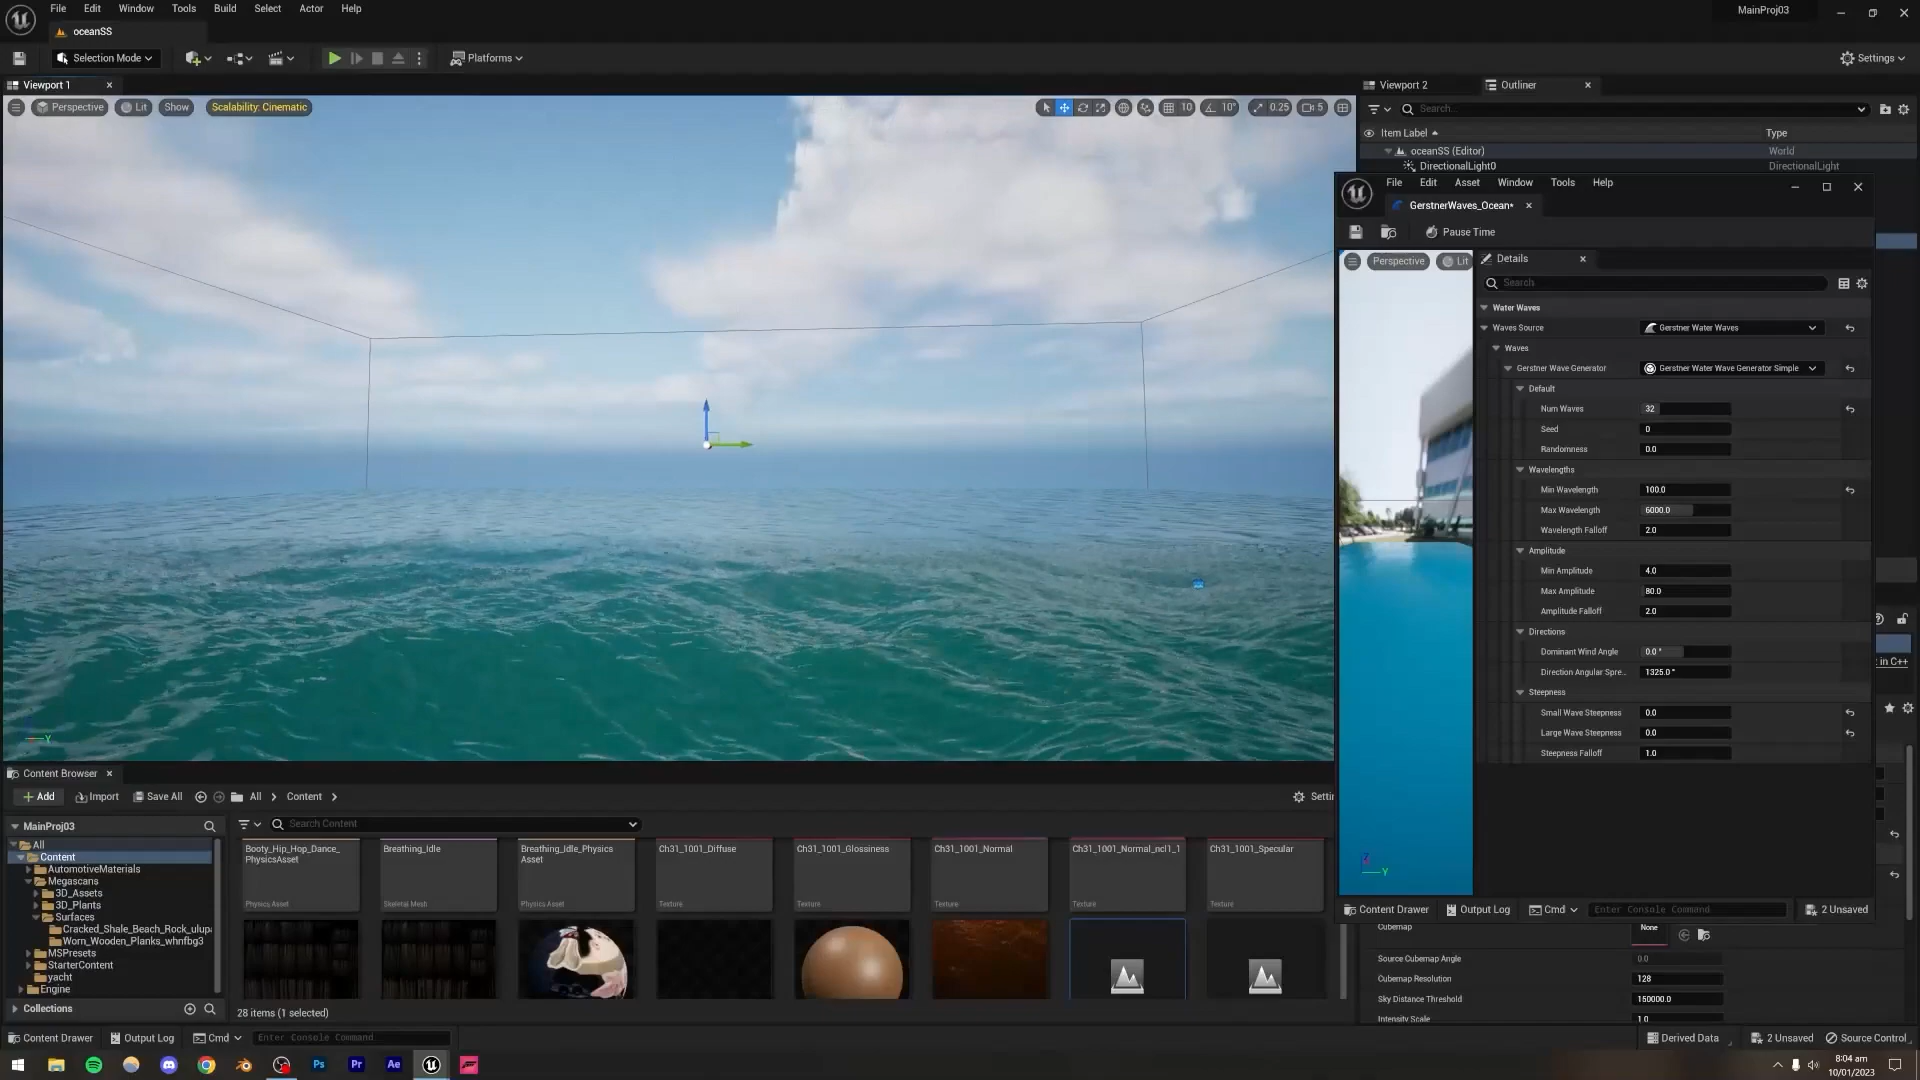 File Edit Window Tools Build Select Actor Help
MainProj03
oceanSS
Selection Mode
Platforms
Settings
Viewport 1
Viewport 2
Outliner
Perspective Lit Show Scalability: Cinematic
10 10° 0.25 5
Search...
Item Label Type
oceanSS (Editor) World
DirectionalLight0 DirectionalLight
File Edit Asset Window Tools Help
GerstnerWaves_Ocean*
Pause Time
Perspective Lit
Details
Search
Water Waves
Waves Source Gerstner Water Waves
Waves
Gerstner Wave Generator Gerstner Water Wave Generator Simple
Default
Num Waves 32
Seed 0
Randomness 0.0
Wavelengths
Min Wavelength 100.0
Max Wavelength 6000.0
Wavelength Falloff 2.0
Amplitude
Min Amplitude 4.0
Max Amplitude 80.0
Amplitude Falloff 2.0
Directions
Dominant Wind Angle 0.0 °
Direction Angular Spre.. 1325.0 °
Steepness
Small Wave Steepness 0.0
Large Wave Steepness 0.0
Steepness Falloff 1.0
in C++
Y
Y
Content Drawer Output Log Cmd Enter Console Command 2 Unsaved
Cubemap None
Source Cubemap Angle 0.0
Cubemap Resolution 128
Sky Distance Threshold 150000.0
Intensity Scale 1.0
Content Browser
Add Import Save All All Content
Settin
MainProj03
Search Content
All
Content
AutomotiveMaterials
Megascans
3D_Assets
3D_Plants
Surfaces
Cracked_Shale_Beach_Rock_ulupa
Worn_Wooden_Planks_whnfbg3
MSPresets
StarterContent
yacht
Engine
Collections
Booty_Hip_Hop_Dance_PhysicsAsset
Physics Asset
Breathing_Idle
Skeletal Mesh
Breathing_Idle_Physics Asset
Physics Asset
Ch31_1001_Diffuse
Texture
Ch31_1001_Glossiness
Texture
Ch31_1001_Normal
Texture
Ch31_1001_Normal_ncl1_1
Texture
Ch31_1001_Specular
Texture
28 items (1 selected)
Content Drawer Output Log Cmd Enter Console Command
Derived Data 2 Unsaved Source Control
Ps Pr Ae
8:04 am
10/01/2023